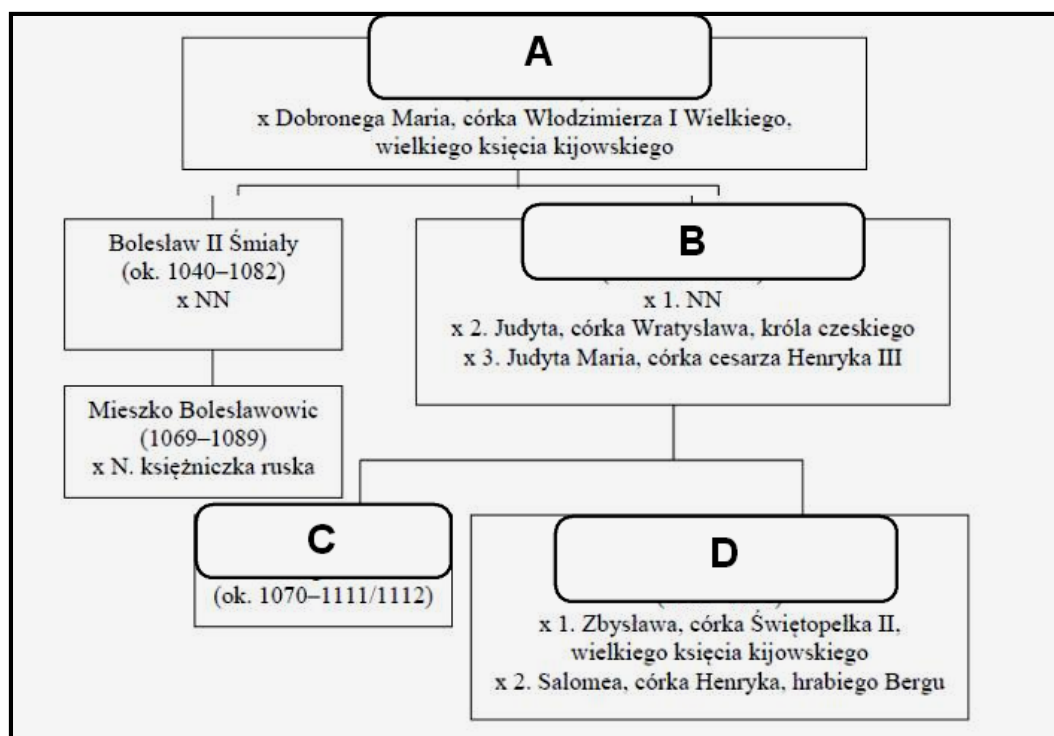 A
x Dobronega Maria, córka Włodzimierza I Wielkiego,
wielkiego księcia kijowskiego
Bolesław II Śmiały
(ok. 1040–1082)
x NN
B
x 1. NN
x 2. Judyta, córka Wratysława, króla czeskiego
x 3. Judyta Maria, córka cesarza Henryka III
Mieszko Bolesławowic
(1069–1089)
x N. księżniczka ruska
C
(ok. 1070–1111/1112)
D
x 1. Zbysława, córka Świętopełka II,
wielkiego księcia kijowskiego
x 2. Salomea, córka Henryka, hrabiego Bergu